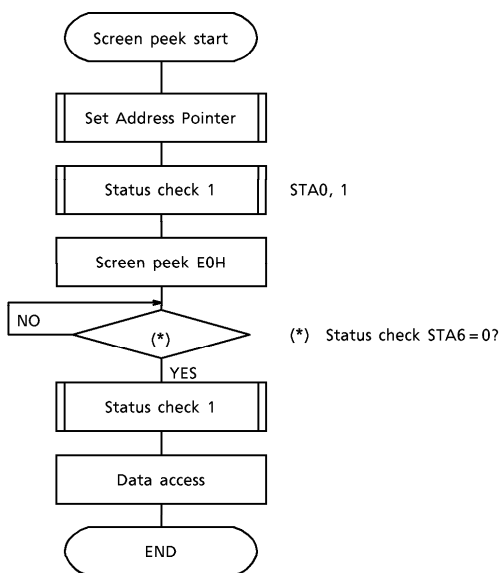 Screen peek start
Set Address Pointer
Status check 1
STA0, 1
Screen peek E0H
NO
(*)
(*) Status check STA6=0?
YES
Status check 1
Data access
END